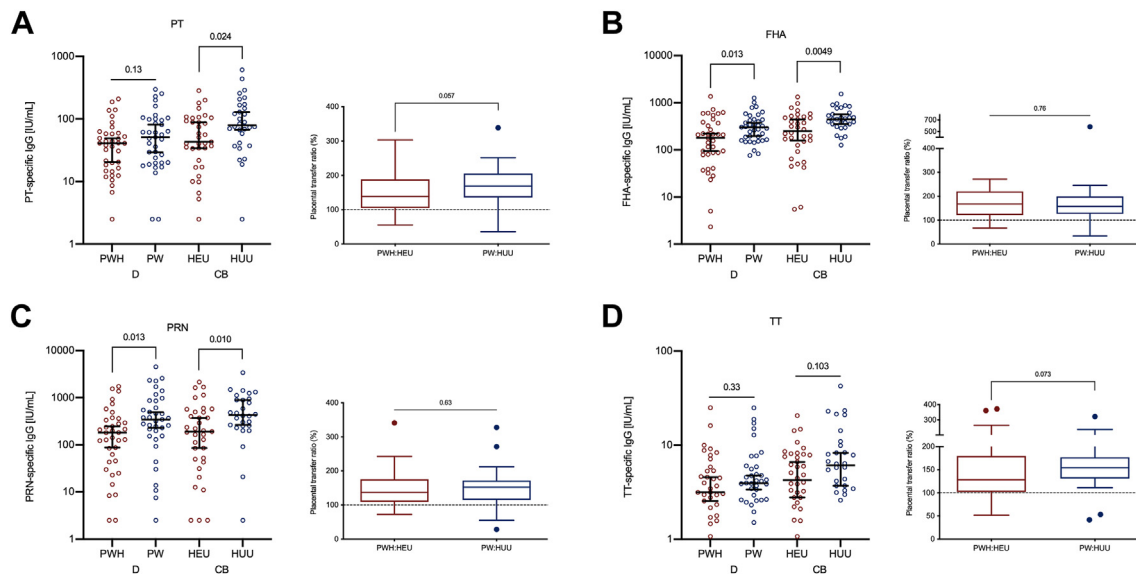 A
PT
0.024
0.13
1000
100
10
1
PT-specific IgG [IU/mL]
PWH
PW
HEU
HUU
D
CB
0.057
400
300
200
100
0
Placental transfer ratio (%)
PWH:HEU
PW:HUU
B
FHA
0.013
0.0049
10000
1000
100
10
1
FHA-specific IgG [IU/mL]
PWH
PW
HEU
HUU
D
CB
0.76
700
500
300
200
100
0
Placental transfer ratio (%)
PWH:HEU
PW:HUU
C
PRN
0.013
0.010
10000
1000
100
10
1
PRN-specific IgG [IU/mL]
PWH
PW
HEU
HUU
D
CB
0.63
400
300
200
100
0
Placental transfer ratio (%)
PWH:HEU
PW:HUU
D
TT
0.33
0.103
100
10
1
TT-specific IgG [IU/mL]
PWH
PW
HEU
HUU
D
CB
0.073
400
300
200
150
100
50
0
Placental transfer ratio (%)
PWH:HEU
PW:HUU